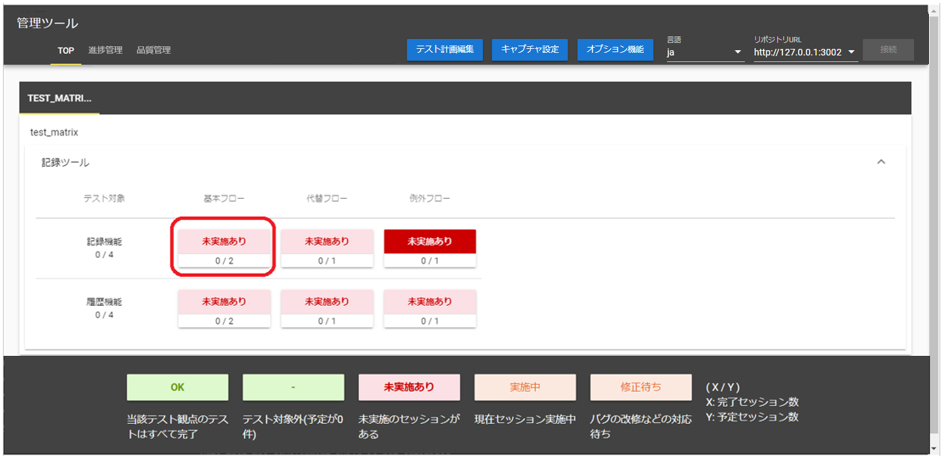 管理ツール
TOP 進捗管理 品質管理
テスト計画編集 キャプチャ設定 オプション機能
言語
ja
リポジトリURL
http://127.0.0.1:3002
接続
TEST_MATRI...
test_matrix
記録ツール
テスト対象 基本フロー 代替フロー 例外フロー
記録機能
0 / 4
未実施あり 未実施あり 未実施あり
0 / 2 0 / 1 0 / 1
履歴機能
0 / 4
未実施あり 未実施あり 未実施あり
0 / 2 0 / 1 0 / 1
OK
当該テスト観点のテス
トはすべて完了
-
テスト対象外(予定が0
件)
未実施あり
未実施のセッションが
ある
実施中
現在セッション実施中
修正待ち
バグの改修などの対応
待ち
( X / Y )
X: 完了セッション数
Y: 予定セッション数